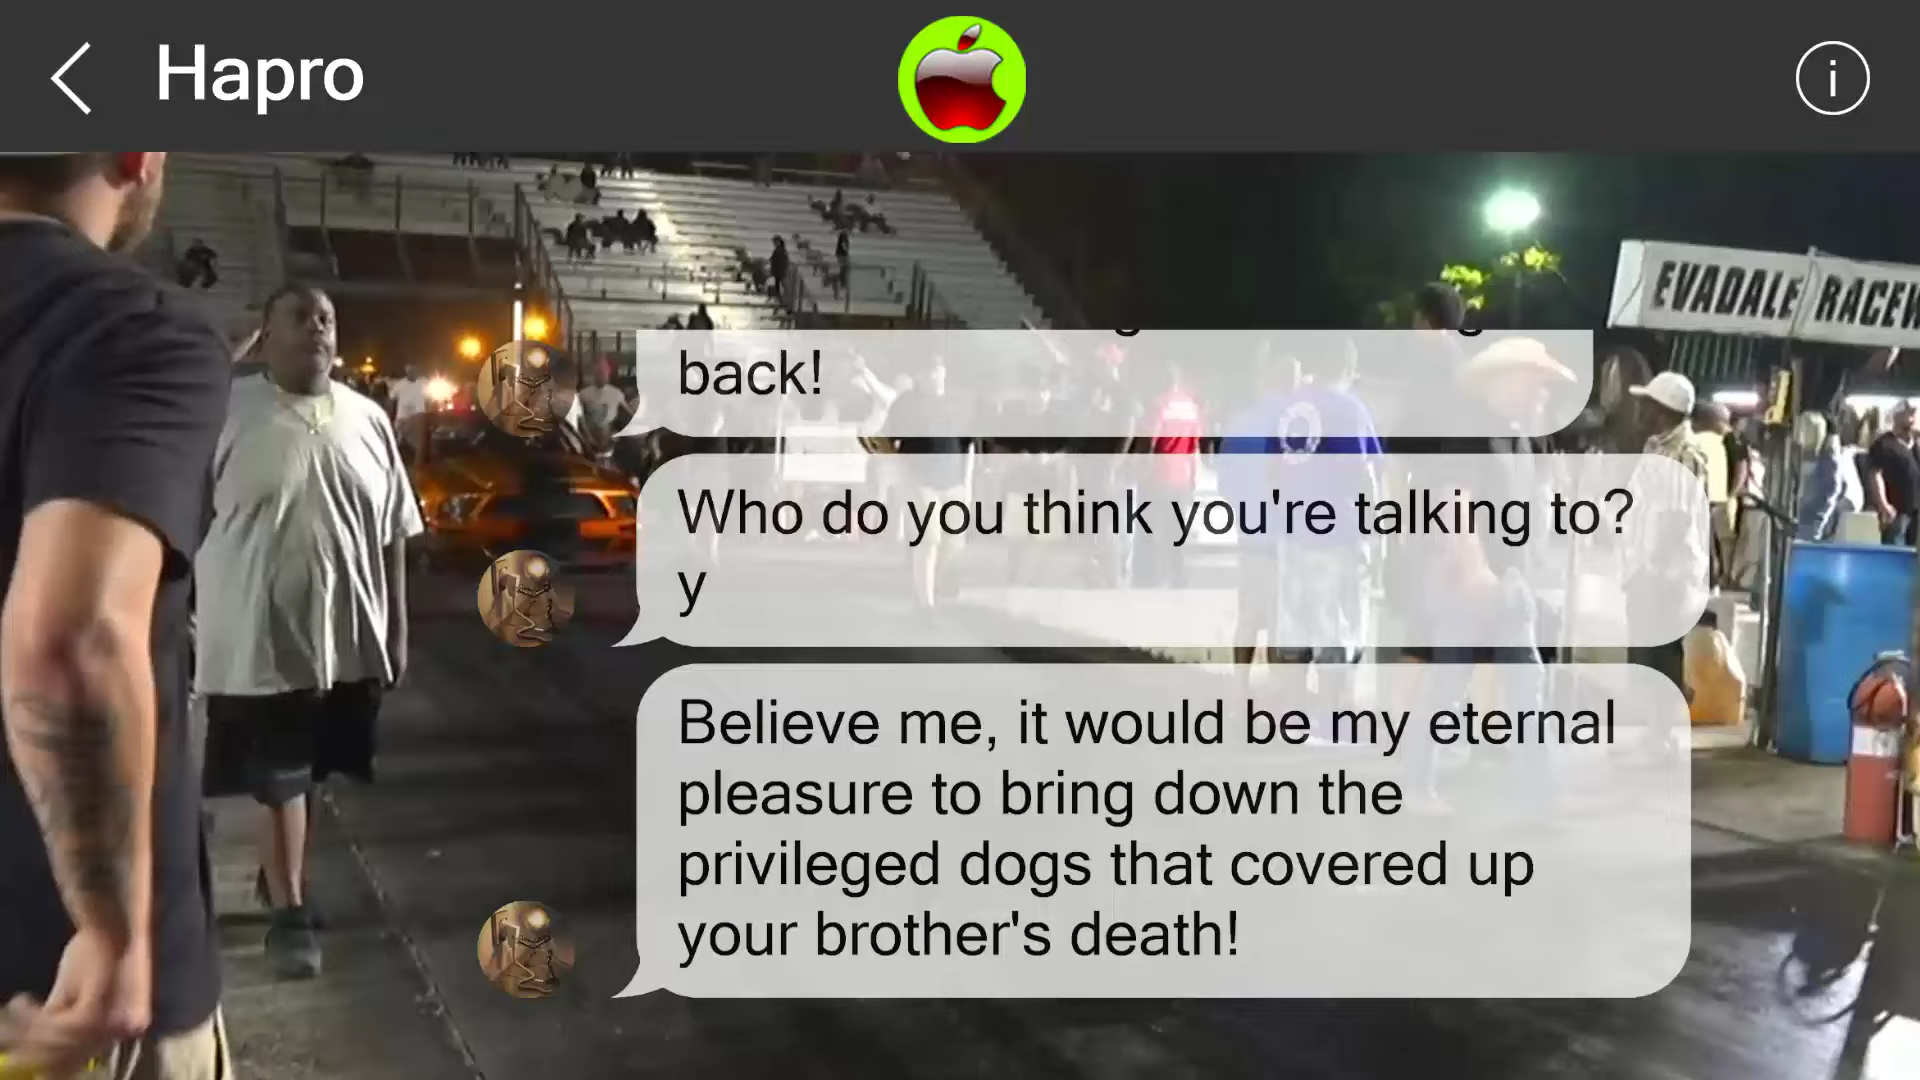 Hapro
i
EVADALE RACEW
back!
Who do you think you're talking to?
y
Believe me, it would be my eternal
pleasure to bring down the
privileged dogs that covered up
your brother's death!